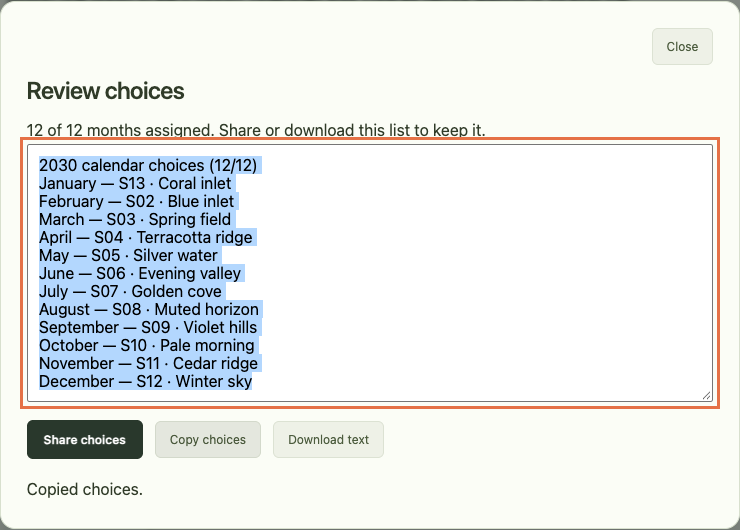 Close
Review choices
12 of 12 months assigned. Share or download this list to keep it.
2030 calendar choices (12/12)
January — S13 · Coral inlet
February — S02 · Blue inlet
March — S03 · Spring field
April — S04 · Terracotta ridge
May — S05 · Silver water
June — S06 · Evening valley
July — S07 · Golden cove
August — S08 · Muted horizon
September — S09 · Violet hills
October — S10 · Pale morning
November — S11 · Cedar ridge
December — S12 · Winter sky
Share choices Copy choices Download text
Copied choices.